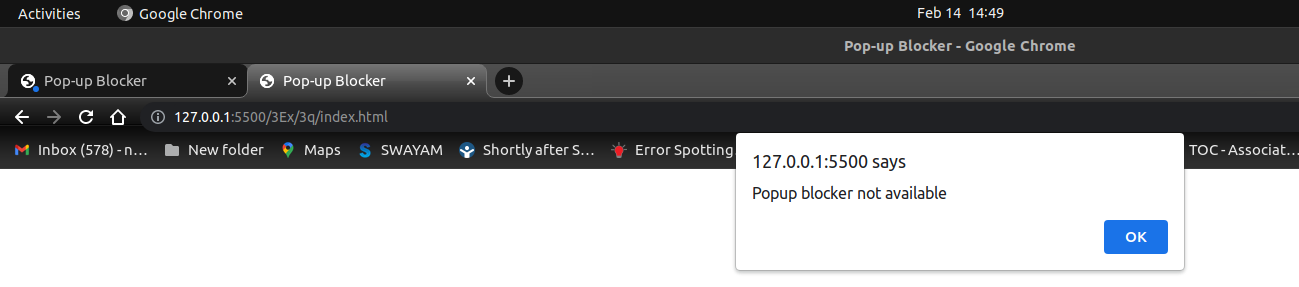 Activities Google Chrome Feb 14 14:49
Pop-up Blocker - Google Chrome
Pop-up Blocker Pop-up Blocker
127.0.0.1:5500/3Ex/3q/index.html
Inbox (578) - n… New folder Maps SWAYAM Shortly after S… Error Spotting TOC - Associat…
127.0.0.1:5500 says
Popup blocker not available
OK